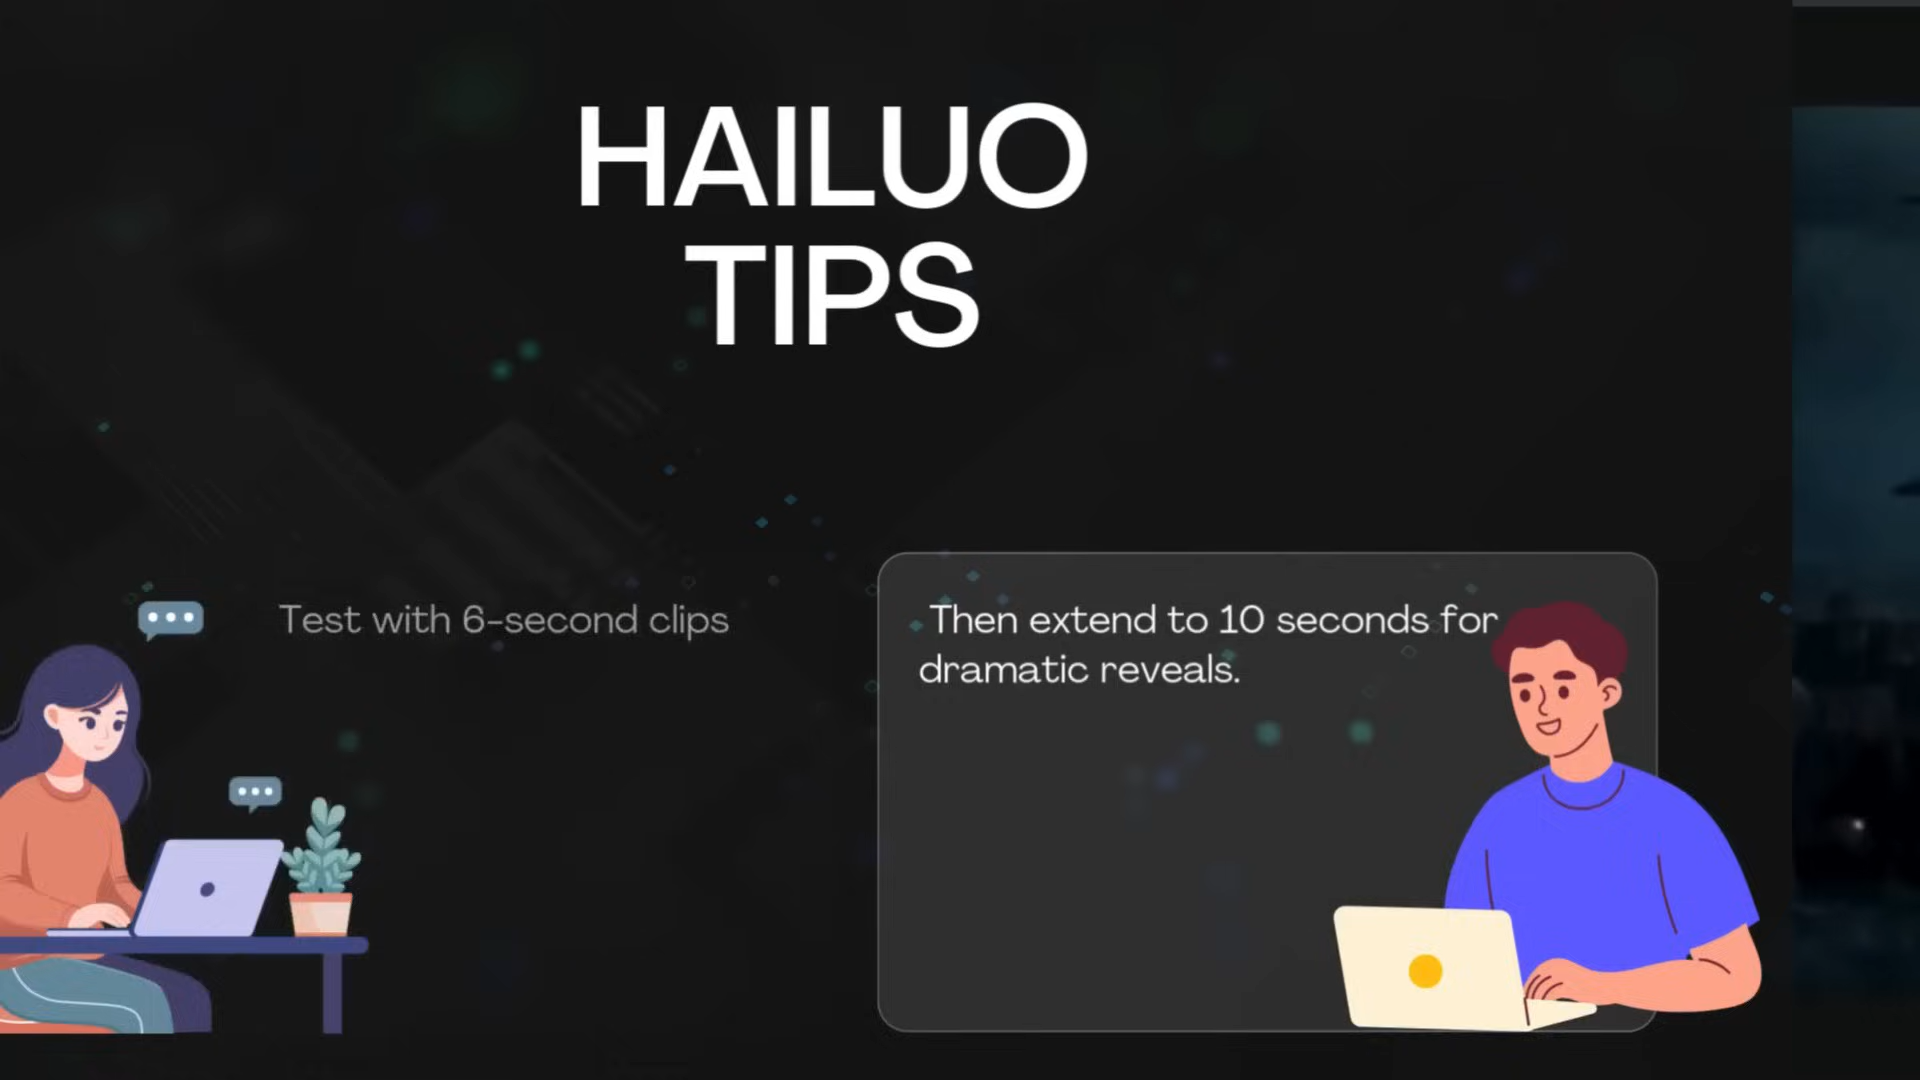 HAILUO
TIPS
Test with 6-second clips
Then extend to 10 seconds for
dramatic reveals.